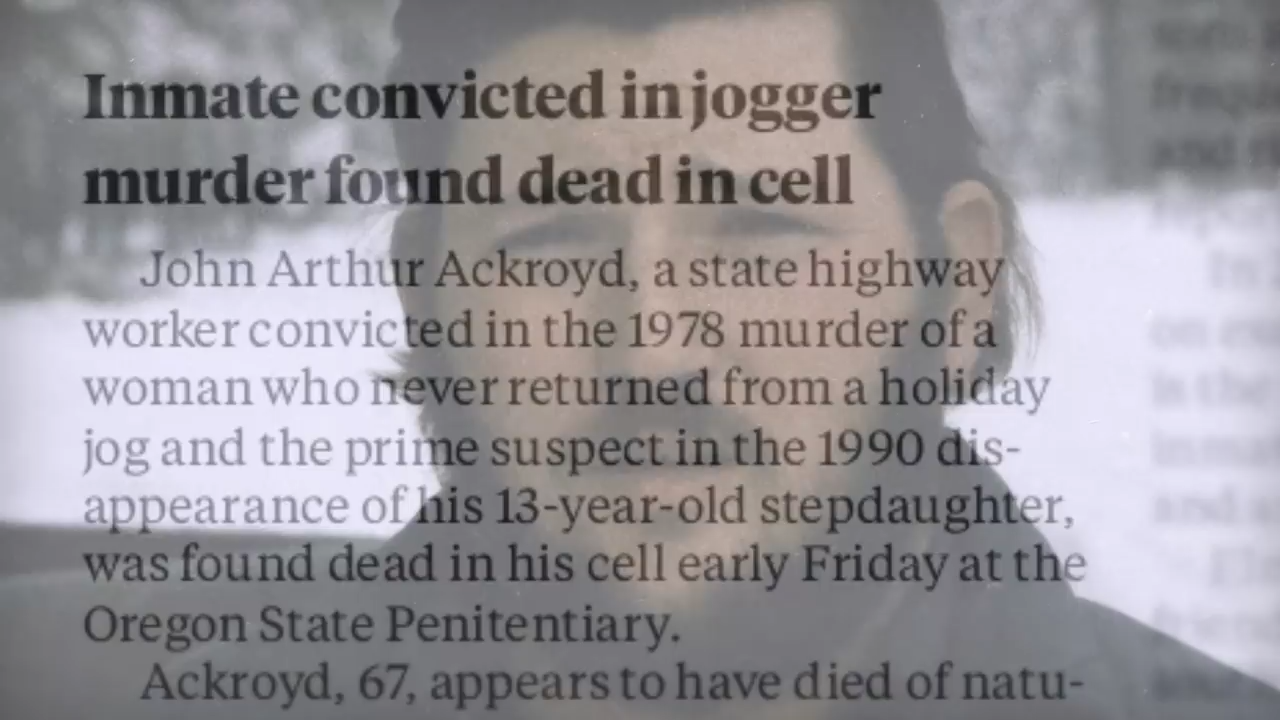 Inmate convicted in jogger
murder found dead in cell
John Arthur Ackroyd, a state highway
worker convicted in the 1978 murder of a
woman who never returned from a holiday
jog and the prime suspect in the 1990 dis-
appearance of his 13-year-old stepdaughter,
was found dead in his cell early Friday at the
Oregon State Penitentiary.
Ackroyd, 67, appears to have died of natu-